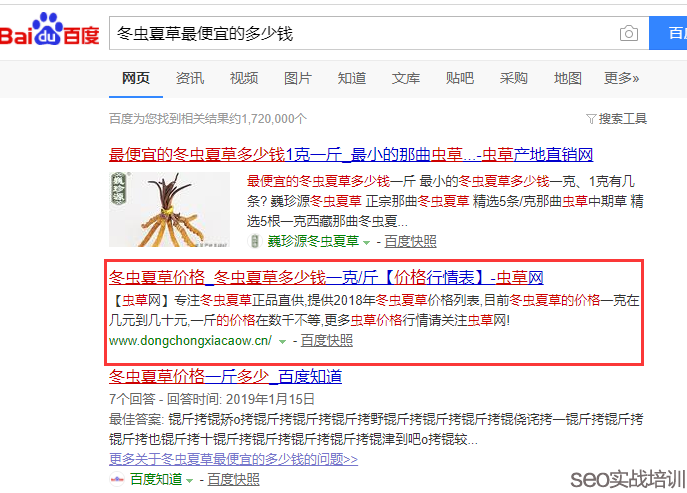 Bai du 百度
冬虫夏草最便宜的多少钱
百度
网页 资讯 视频 图片 知道 文库 贴吧 采购 地图 更多»
百度为您找到相关结果约1,720,000个
搜索工具
最便宜的冬虫夏草多少钱1克一斤_最小的那曲虫草...-虫草产地直销网
巍珍源
最便宜的冬虫夏草多少钱一斤 最小的冬虫夏草多少钱一克、1克有几
条? 巍珍源冬虫夏草 正宗那曲冬虫夏草 精选5条/克那曲虫草中期草 精
选5根一克西藏那曲冬虫夏...
巍珍源冬虫夏草 - 百度快照
冬虫夏草价格_冬虫夏草多少钱一克/斤【价格行情表】-虫草网
【虫草网】专注冬虫夏草正品直供,提供2018年冬虫夏草价格列表,目前冬虫夏草的价格一克在
几元到几十元,一斤的价格在数千不等,更多虫草价格行情请关注虫草网!
www.dongchongxiacaow.cn/ - 百度快照
冬虫夏草价格一斤多少_百度知道
7个回答 - 回答时间: 2019年1月15日
最佳答案: 锟斤拷锟矫o拷锟斤拷锟斤拷锟斤拷野锟斤拷锟斤拷锟斤拷锟侥诧拷一锟斤拷锟斤拷
锟斤拷也锟斤拷十锟斤拷锟斤拷锟斤拷锟斤拷锟斤拷锟津到吧o拷锟较...
更多关于冬虫夏草最便宜的多少钱的问题>>
百度知道 - 百度快照
seo实战培训